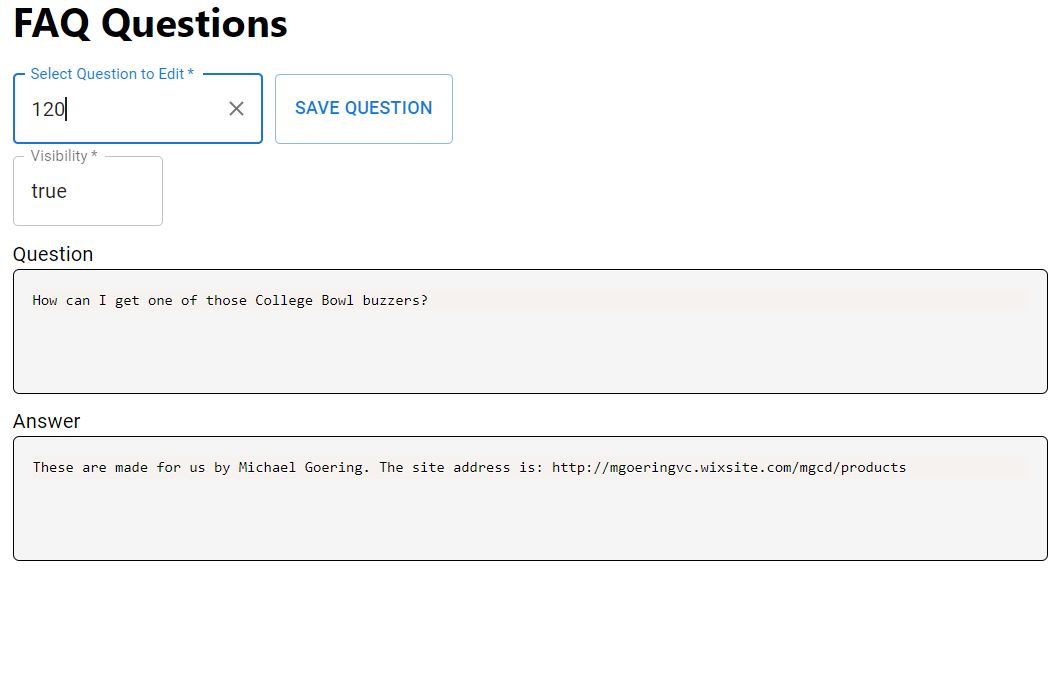 FAQ Questions
Select Question to Edit *
120
SAVE QUESTION
Visibility *
true
Question
How can I get one of those College Bowl buzzers?
Answer
These are made for us by Michael Goering. The site address is: http://mgoeringvc.wixsite.com/mgcd/products